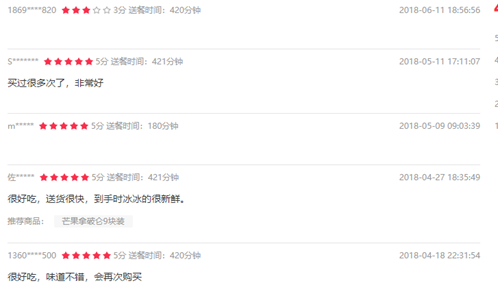 1869****820 ★★★☆☆ 3分 送餐时间：420分钟 2018-06-11 18:56:56
S******* ★★★★★ 5分 送餐时间：421分钟 2018-05-11 17:11:07
买过很多次了，非常好
m***** ★★★★★ 5分 送餐时间：180分钟 2018-05-09 09:03:39
佐***** ★★★★★ 5分 送餐时间：421分钟 2018-04-27 18:35:49
很好吃，送货很快，到手时冰冰的很新鲜。
推荐商品： 芒果拿破仑9块装
1360****500 ★★★★★ 5分 送餐时间：420分钟 2018-04-18 22:31:54
很好吃，味道不错，会再次购买